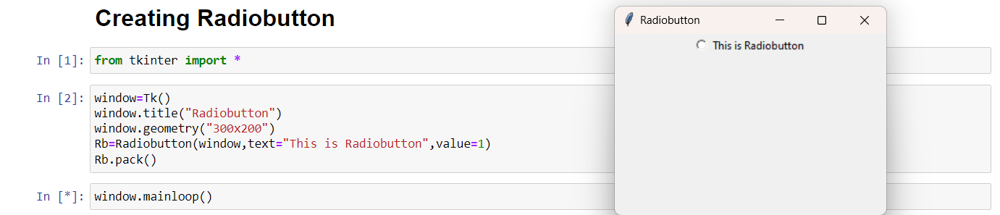 Creating Radiobutton
In [1]: from tkinter import *
In [2]: window=Tk()
window.title("Radiobutton")
window.geometry("300x200")
Rb=Radiobutton(window,text="This is Radiobutton",value=1)
Rb.pack()
In [*]: window.mainloop()
Radiobutton
This is Radiobutton